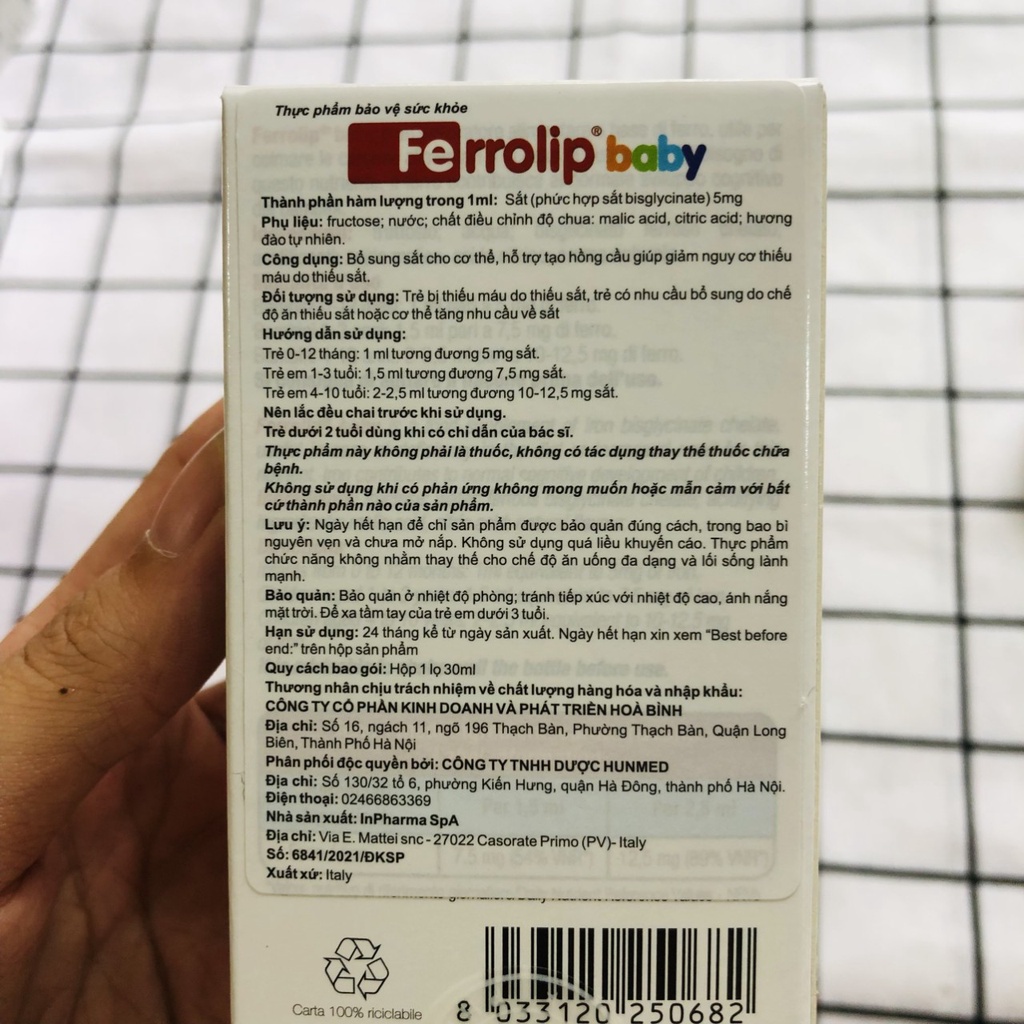 Thực phẩm bảo vệ sức khỏe
Ferrolip® baby
Thành phần hàm lượng trong 1ml: Sắt (phức hợp sắt bisglycinate) 5mg
Phụ liệu: fructose; nước; chất điều chỉnh độ chua: malic acid, citric acid; hương
đào tự nhiên.
Công dụng: Bổ sung sắt cho cơ thể, hỗ trợ tạo hồng cầu giúp giảm nguy cơ thiếu
máu do thiếu sắt.
Đối tượng sử dụng: Trẻ bị thiếu máu do thiếu sắt, trẻ có nhu cầu bổ sung do chế
độ ăn thiếu sắt hoặc cơ thể tăng nhu cầu về sắt
Hướng dẫn sử dụng:
Trẻ 0-12 tháng: 1 ml tương đương 5 mg sắt.
Trẻ em 1-3 tuổi: 1,5 ml tương đương 7,5 mg sắt.
Trẻ em 4-10 tuổi: 2-2,5 ml tương đương 10-12,5 mg sắt.
Nên lắc đều chai trước khi sử dụng.
Trẻ dưới 2 tuổi dùng khi có chỉ dẫn của bác sĩ.
Thực phẩm này không phải là thuốc, không có tác dụng thay thế thuốc chữa
bệnh.
Không sử dụng khi có phản ứng không mong muốn hoặc mẫn cảm với bất
cứ thành phần nào của sản phẩm.
Lưu ý: Ngày hết hạn để chỉ sản phẩm được bảo quản đúng cách, trong bao bì
nguyên vẹn và chưa mở nắp. Không sử dụng quá liều khuyến cáo. Thực phẩm
chức năng không nhằm thay thế cho chế độ ăn uống đa dạng và lối sống lành
mạnh.
Bảo quản: Bảo quản ở nhiệt độ phòng; tránh tiếp xúc với nhiệt độ cao, ánh nắng
mặt trời. Để xa tầm tay của trẻ em dưới 3 tuổi.
Hạn sử dụng: 24 tháng kể từ ngày sản xuất. Ngày hết hạn xin xem “Best before
end:” trên hộp sản phẩm
Quy cách bao gói: Hộp 1 lọ 30ml
Thương nhân chịu trách nhiệm về chất lượng hàng hóa và nhập khẩu:
CÔNG TY CỔ PHẦN KINH DOANH VÀ PHÁT TRIỂN HOÀ BÌNH
Địa chỉ: Số 16, ngách 11, ngõ 196 Thạch Bàn, Phường Thạch Bàn, Quận Long
Biên, Thành Phố Hà Nội
Phân phối độc quyền bởi: CÔNG TY TNHH DƯỢC HUNMED
Địa chỉ: Số 130/32 tổ 6, phường Kiến Hưng, quận Hà Đông, thành phố Hà Nội.
Điện thoại: 02466863369
Nhà sản xuất: InPharma SpA
Địa chỉ: Via E. Mattei snc - 27022 Casorate Primo (PV)- Italy
Số: 6841/2021/ĐKSP
Xuất xứ: Italy
Carta 100% riciclabile
8 033120 250682